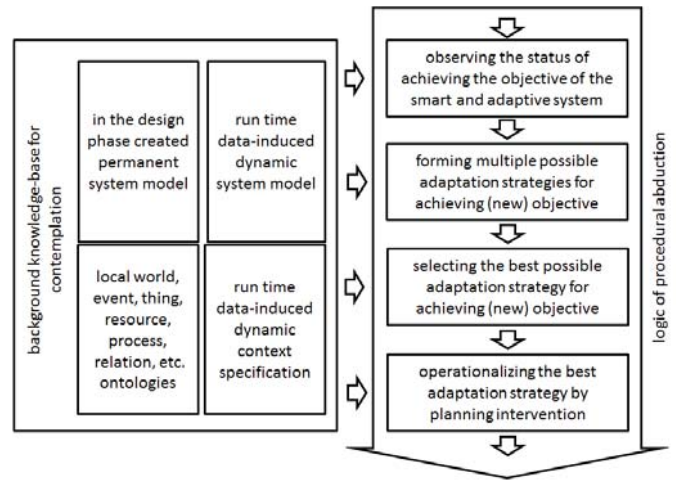 background knowledge-base for
contemplation
in the design
phase created
permanent
system model
run time
data-induced
dynamic
system model
local world,
event, thing,
resource,
process,
relation, etc.
ontologies
run time
data-induced
dynamic
context
specification
observing the status of
achieving the objective of the
smart and adaptive system
forming multiple possible
adaptation strategies for
achieving (new) objective
selecting the best possible
adaptation strategy for
achieving (new) objective
operationalizing the best
adaptation strategy by
planning intervention
logic of procedural abduction